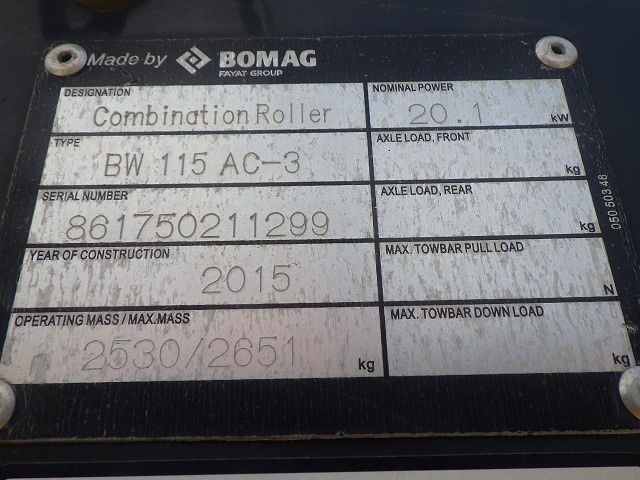 Made by BOMAG
FAYAT GROUP
DESIGNATION
Combination Roller
NOMINAL POWER
20.1 kW
TYPE
BW 115 AC-3
AXLE LOAD, FRONT
kg
SERIAL NUMBER
861750211299
AXLE LOAD, REAR
kg
YEAR OF CONSTRUCTION
2015
MAX. TOWBAR PULL LOAD
N
OPERATING MASS / MAX.MASS
2530/2651 kg
MAX. TOWBAR DOWN LOAD
kg
050 503 48